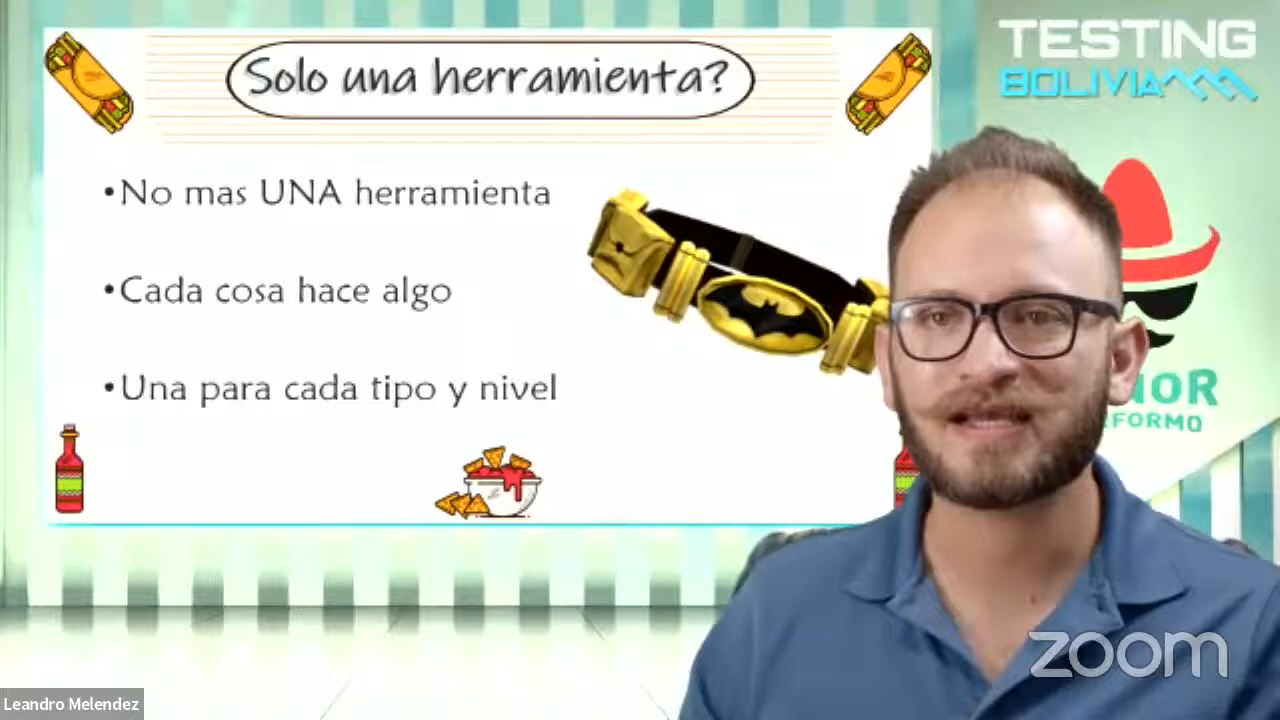 Solo una herramienta?
TESTING
BOLIVIA
•No mas UNA herramienta
•Cada cosa hace algo
•Una para cada tipo y nivel
zoom
Leandro Melendez